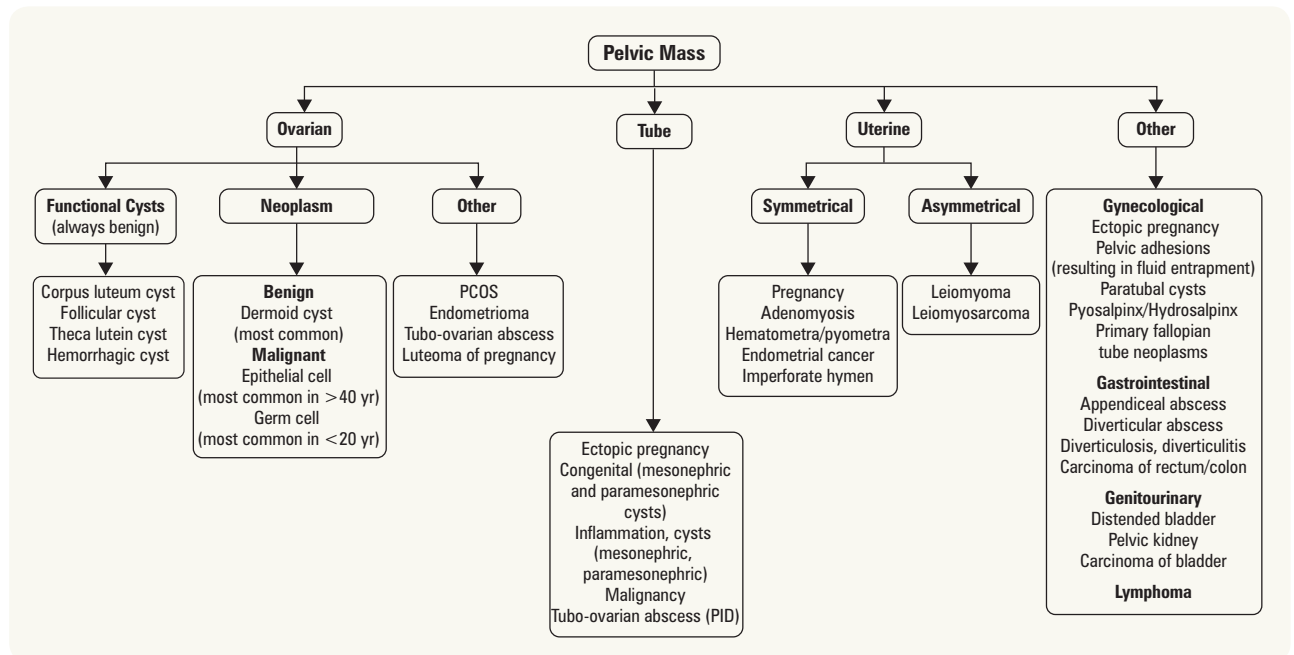 Pelvic Mass
Ovarian
Tube
Uterine
Other
Functional Cysts
(always benign)
Neoplasm
Other
Symmetrical
Asymmetrical
Corpus luteum cyst
Follicular cyst
Theca lutein cyst
Hemorrhagic cyst
Benign
Dermoid cyst
(most common)
Malignant
Epithelial cell
(most common in >40 yr)
Germ cell
(most common in <20 yr)
PCOS
Endometrioma
Tubo-ovarian abscess
Luteoma of pregnancy
Ectopic pregnancy
Congenital (mesonephric
and paramesonephric
cysts)
Inflammation, cysts
(mesonephric,
paramesonephric)
Malignancy
Tubo-ovarian abscess (PID)
Pregnancy
Adenomyosis
Hematometra/pyometra
Endometrial cancer
Imperforate hymen
Leiomyoma
Leiomyosarcoma
Gynecological
Ectopic pregnancy
Pelvic adhesions
(resulting in fluid entrapment)
Paratubal cysts
Pyosalpinx/Hydrosalpinx
Primary fallopian
tube neoplasms
Gastrointestinal
Appendiceal abscess
Diverticular abscess
Diverticulosis, diverticulitis
Carcinoma of rectum/colon
Genitourinary
Distended bladder
Pelvic kidney
Carcinoma of bladder
Lymphoma